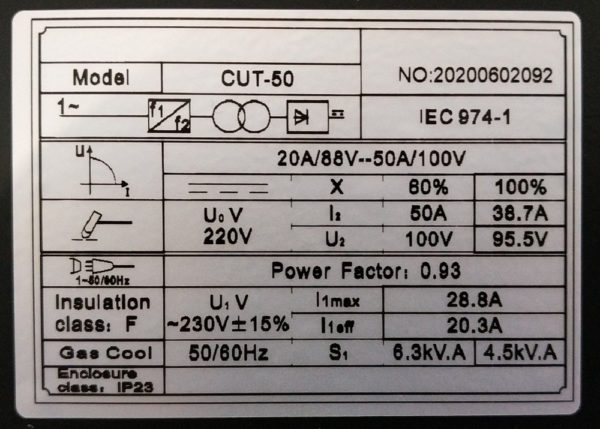 Model CUT-50 NO:20200602092
1~ f1/f2 IEC 974-1
U I 20A/88V--50A/100V
X 60% 100%
U₀ V I₂ 50A 38.7A
220V U₂ 100V 95.5V
1~50/60Hz Power Factor: 0.93
Insulation class: F U₁ V ~230V±15% I1max 28.8A
I1eff 20.3A
Gas Cool 50/60Hz S₁ 6.3kV.A 4.5kV.A
Enclosure
class: IP23